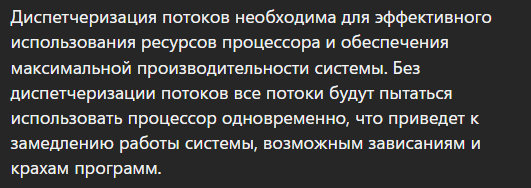 Диспетчеризация потоков необходима для эффективного
использования ресурсов процессора и обеспечения
максимальной производительности системы. Без
диспетчеризации потоков все потоки будут пытаться
использовать процессор одновременно, что приведет к
замедлению работы системы, возможным зависаниям и
крахам программ.